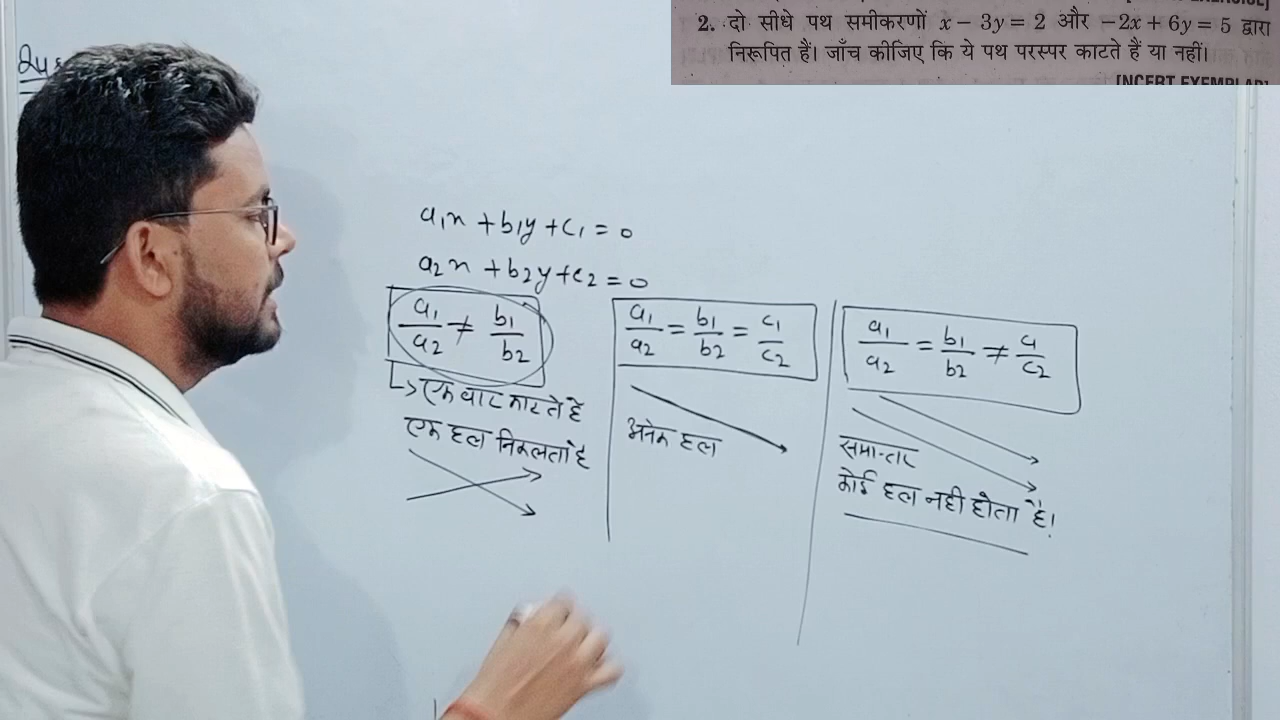 2. दो सीधे पथ समीकरणों x − 3y = 2 और −2x + 6y = 5 द्वारा
निरूपित हैं। जाँच कीजिए कि ये पथ परस्पर काटते हैं या नहीं।
[NCERT EXEMPLAR]
a₁x + b₁y + c₁ = 0
a₂x + b₂y + c₂ = 0
a₁/a₂ ≠ b₁/b₂
एक बार काटते हैं
एक हल निकलता है
a₁/a₂ = b₁/b₂ = c₁/c₂
अनेक हल
a₁/a₂ = b₁/b₂ ≠ c₁/c₂
समान्तर
कोई हल नही होता है।